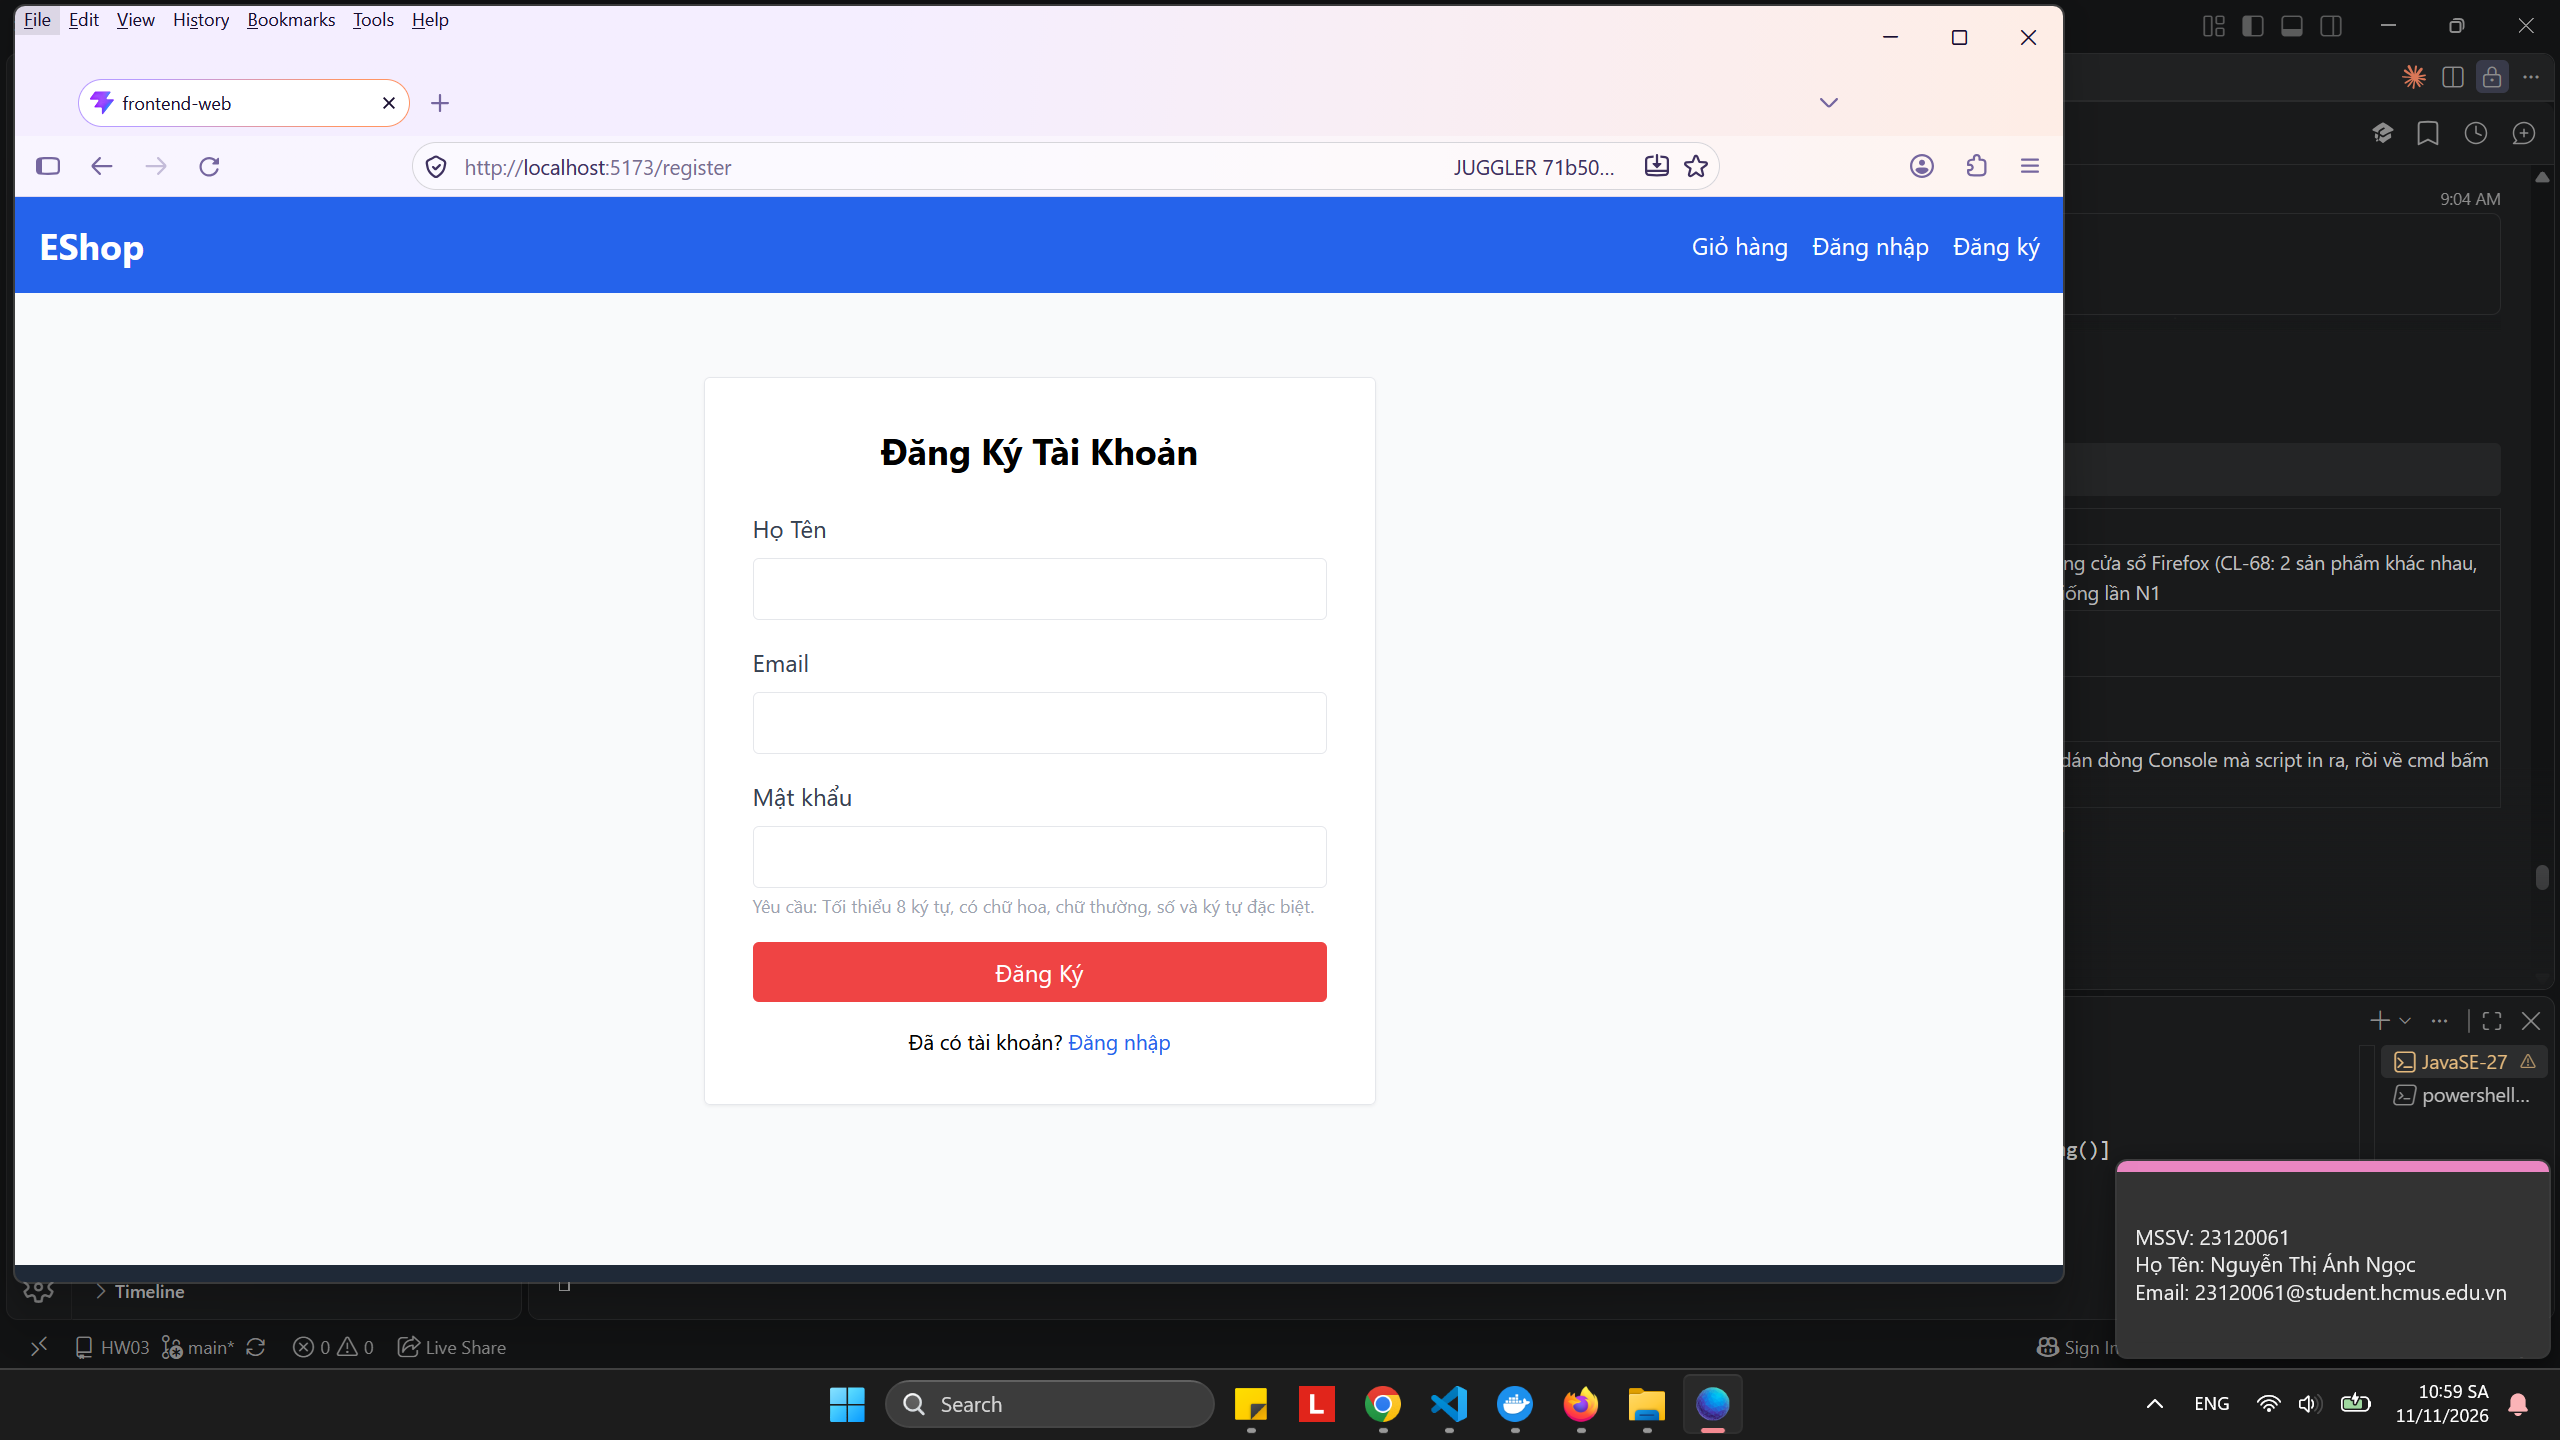 File Edit View History Bookmarks Tools Help
frontend-web
http://localhost:5173/register JUGGLER 71b50...
EShop
Giỏ hàng Đăng nhập Đăng ký
Đăng Ký Tài Khoản
Họ Tên
Email
Mật khẩu
Yêu cầu: Tối thiểu 8 ký tự, có chữ hoa, chữ thường, số và ký tự đặc biệt.
Đăng Ký
Đã có tài khoản? Đăng nhập
9:04 AM
ng cửa sổ Firefox (CL-68: 2 sản phẩm khác nhau,
iống lần N1
dán dòng Console mà script in ra, rồi về cmd bấm
JavaSE-27
powershell...
ng()]
MSSV: 23120061
Họ Tên: Nguyễn Thị Ánh Ngọc
Email: 23120061@student.hcmus.edu.vn
Timeline
HW03 main* 0 0 Live Share
Sign In
Search
L
ENG
10:59 SA
11/11/2026